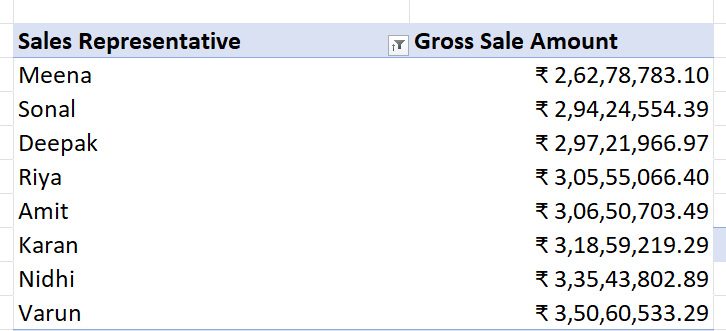 Sales Representative Gross Sale Amount
Meena ₹ 2,62,78,783.10
Sonal ₹ 2,94,24,554.39
Deepak ₹ 2,97,21,966.97
Riya ₹ 3,05,55,066.40
Amit ₹ 3,06,50,703.49
Karan ₹ 3,18,59,219.29
Nidhi ₹ 3,35,43,802.89
Varun ₹ 3,50,60,533.29